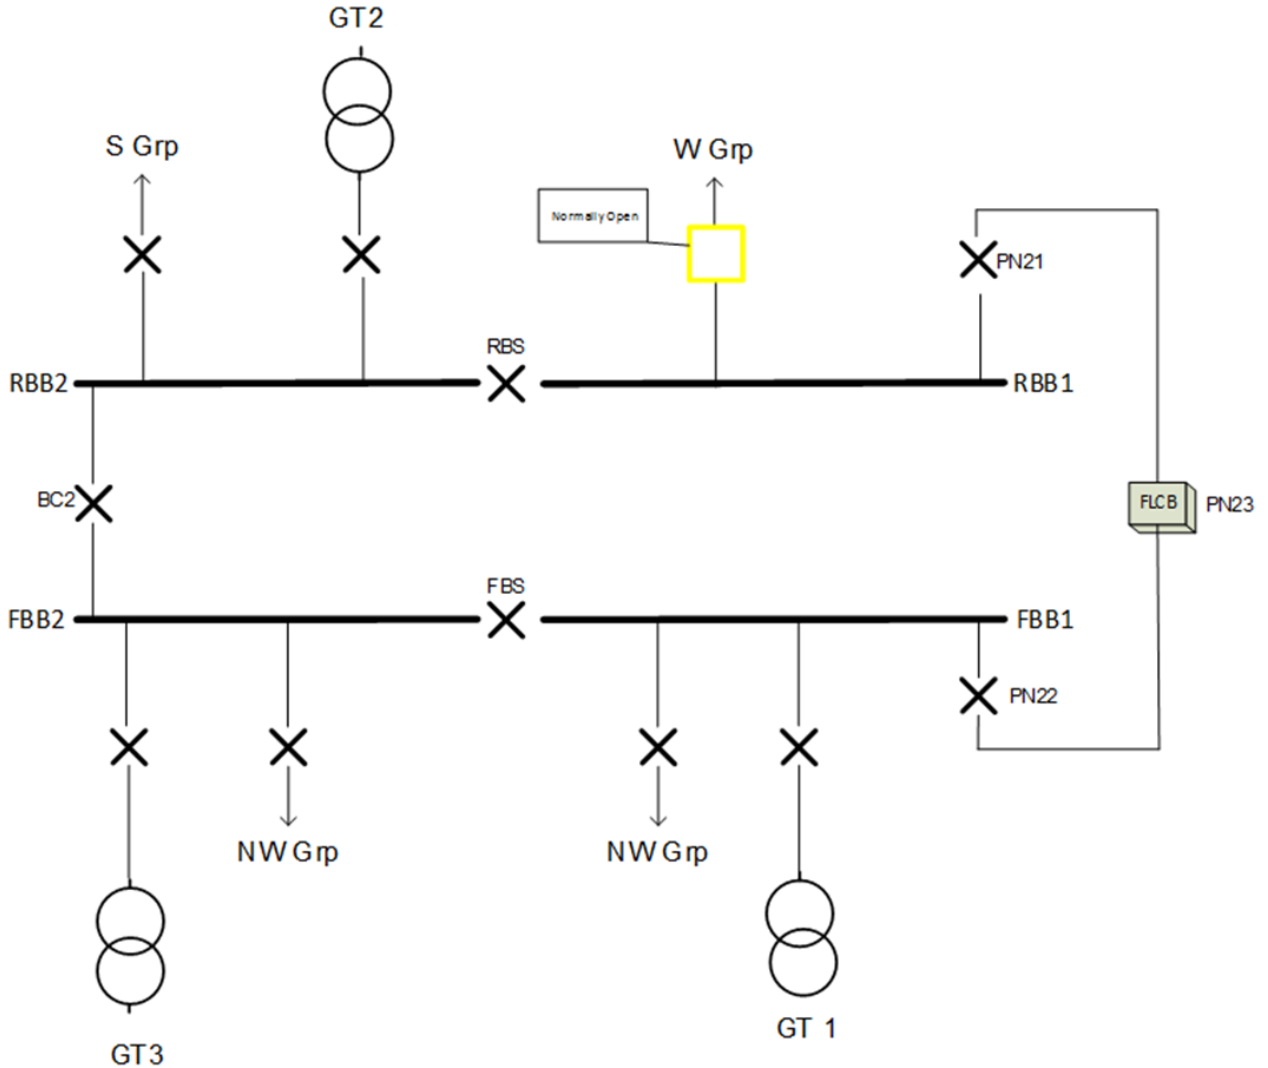 GT2
S Grp
W Grp
Normally Open
PN21
RBS
RBB2
RBB1
BC2
FLCB
PN23
FBS
FBB2
FBB1
PN22
NW Grp
NW Grp
GT 1
GT3